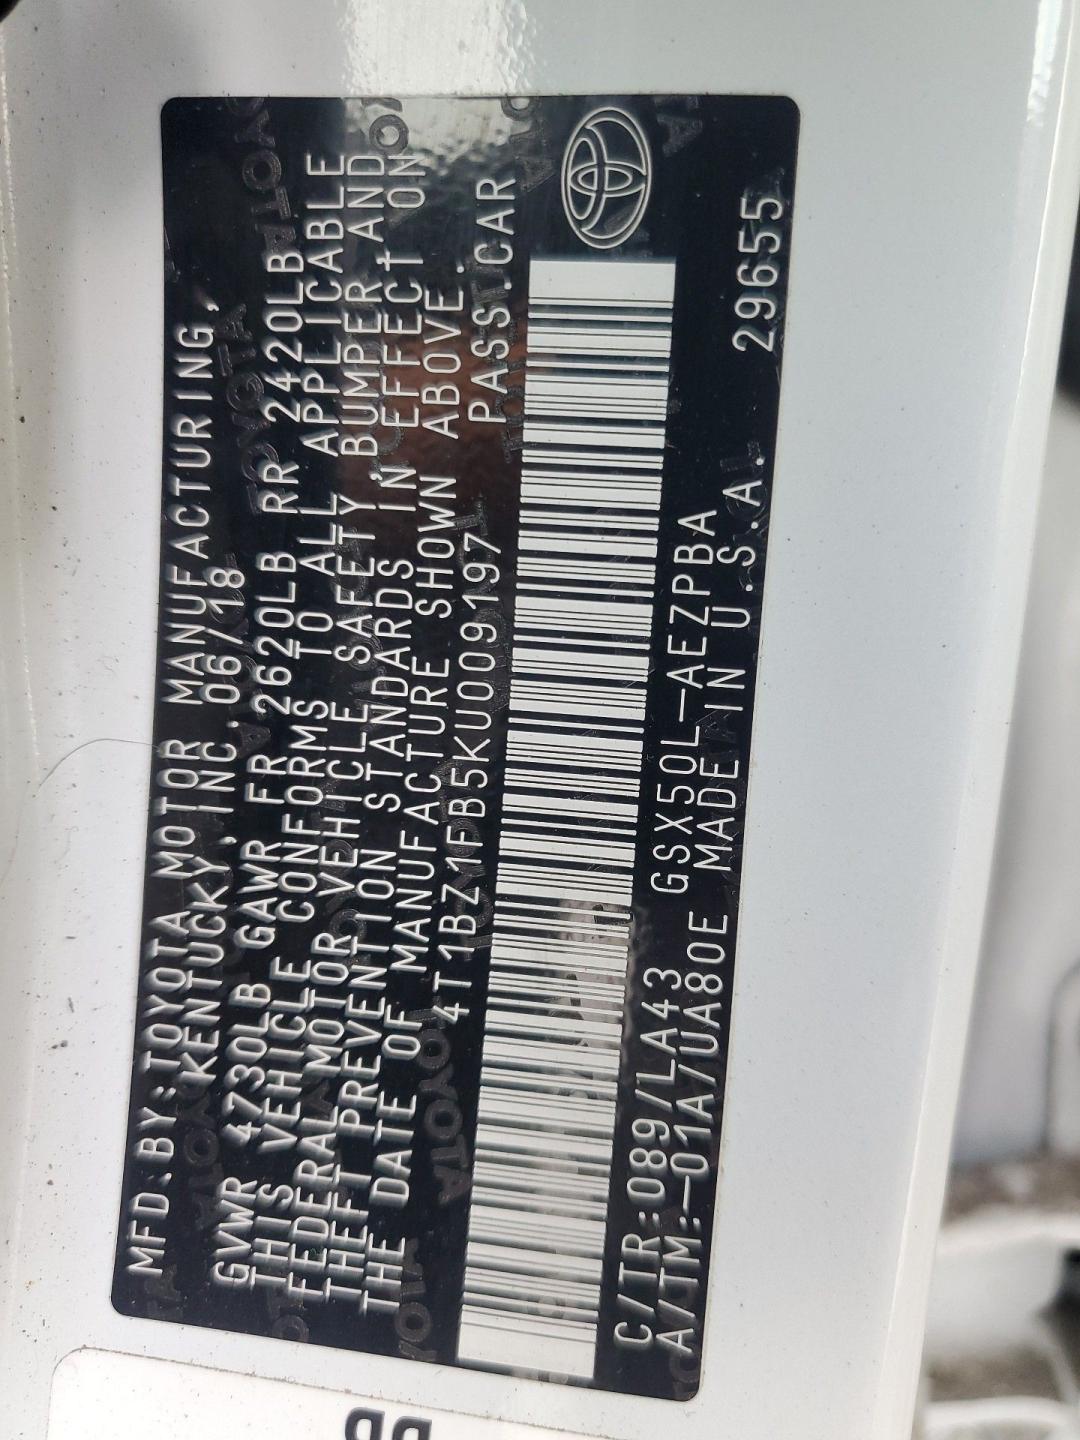 MFD.BY:TOYOTA MOTOR MANUFACTURING,
KENTUCKY,INC. 06/18
GVWR 4730LB GAWR FR 2620LB RR 2420LB
THIS VEHICLE CONFORMS TO ALL APPLICABLE
FEDERAL MOTOR VEHICLE SAFETY,BUMPER,AND
THEFT PREVENTION STANDARDS IN EFFECT ON
THE DATE OF MANUFACTURE SHOWN ABOVE.
4T1BZ1FB5KU009197 PASS.CAR
C/TR:089/LA43 GSX50L-AEZPBA
A/TM:-01A/UA80E MADE IN U.S.A. 29655